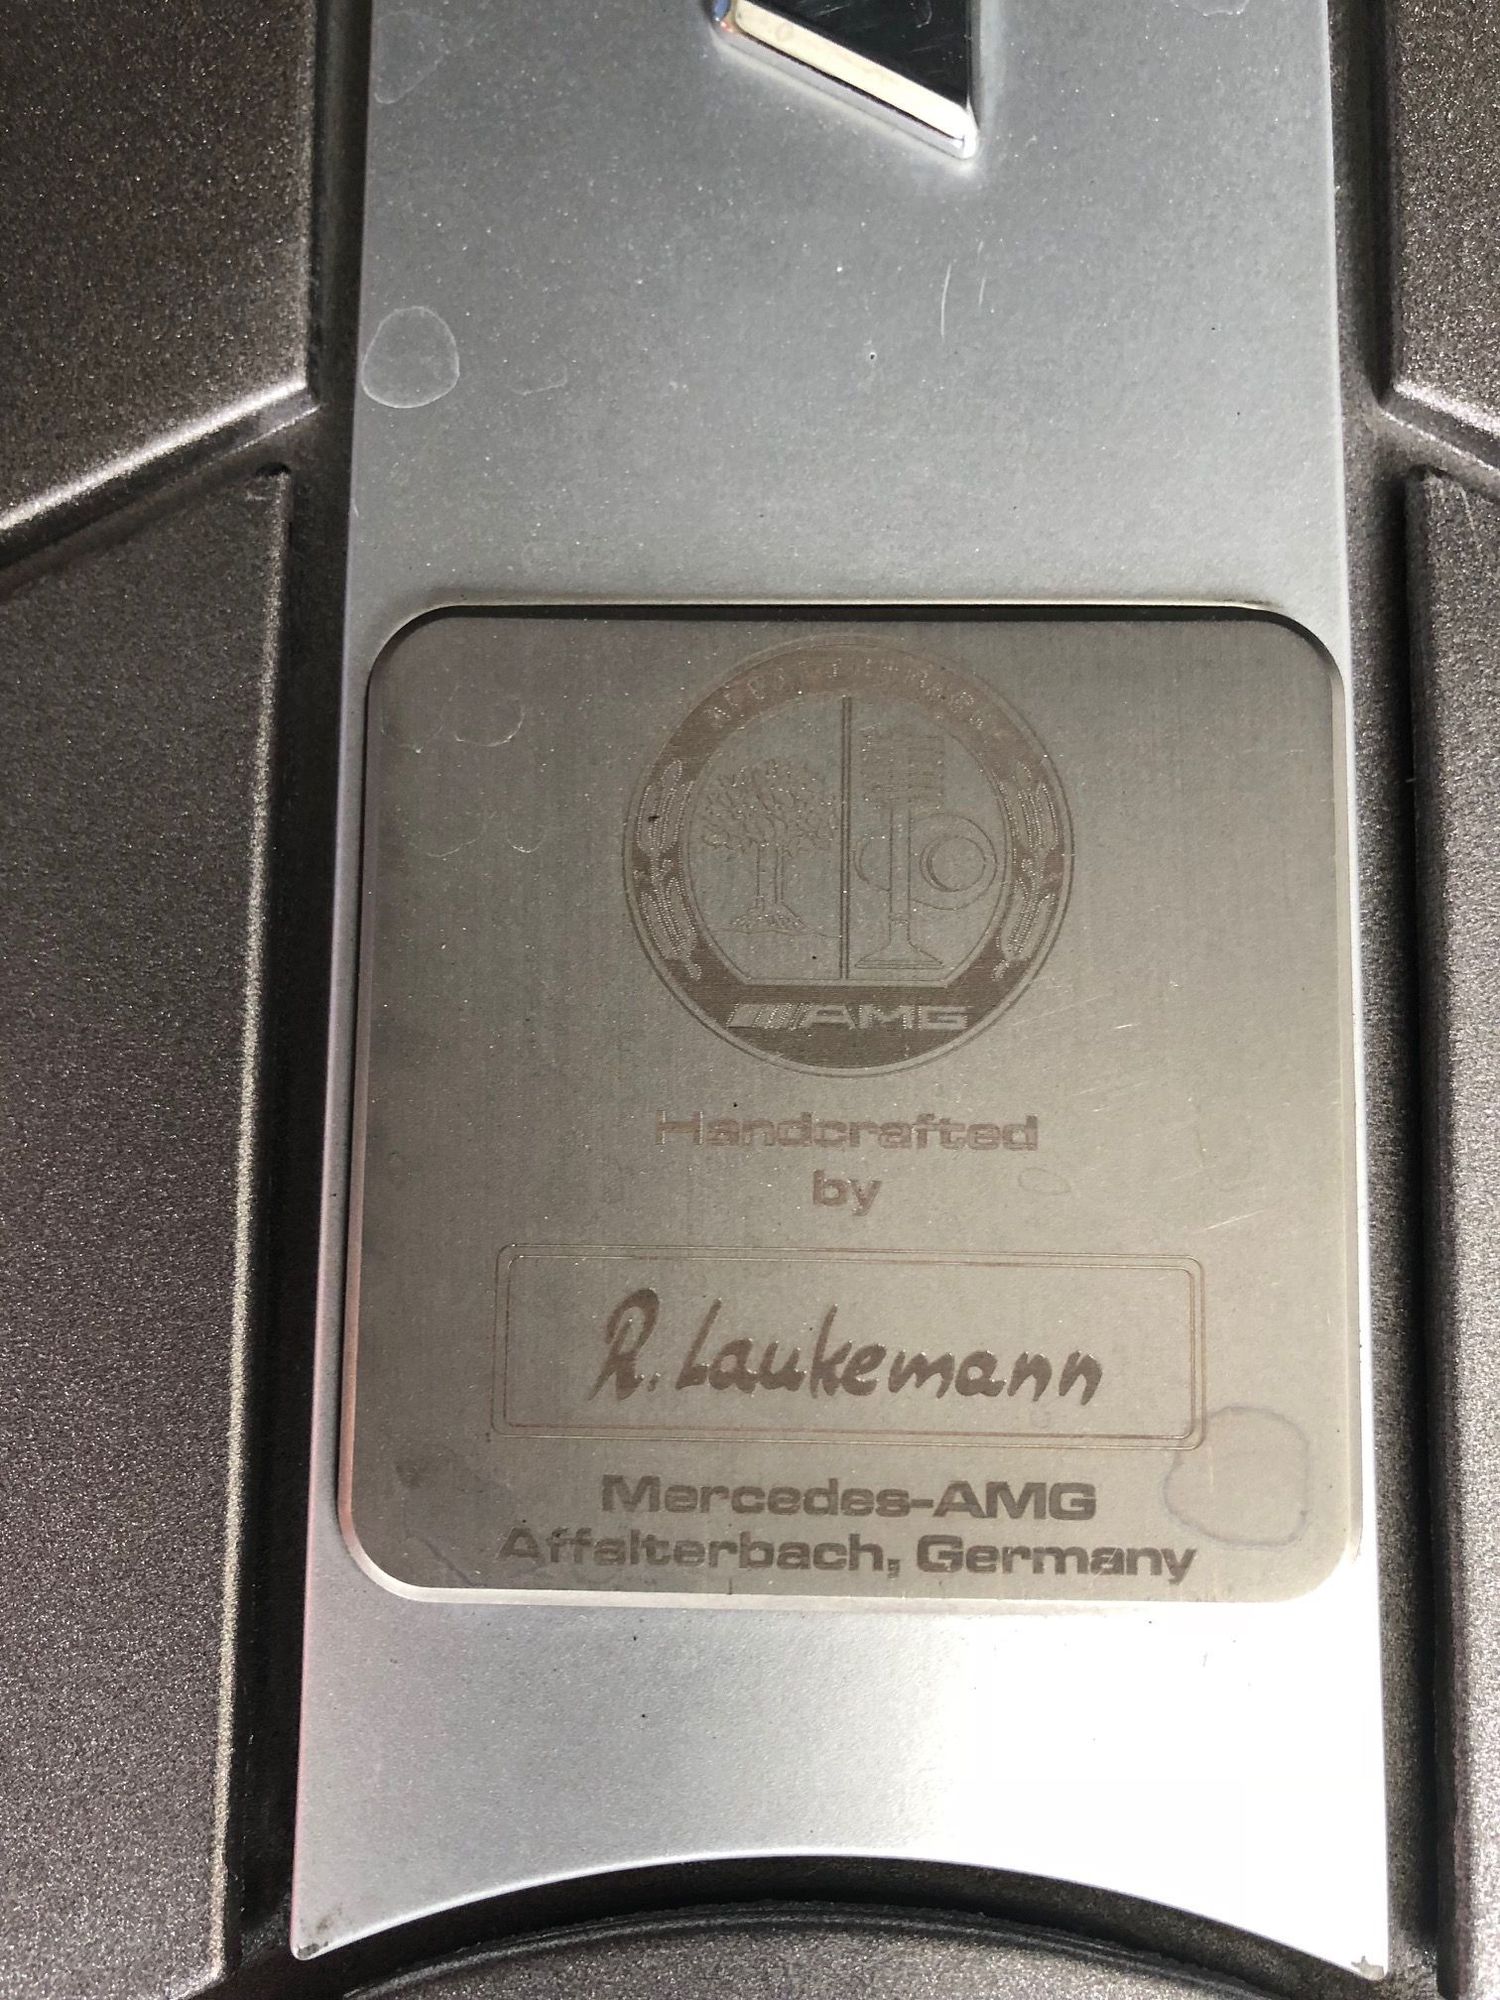 AMG
Handcrafted
by
R. Laukemann
Mercedes-AMG
Affalterbach, Germany